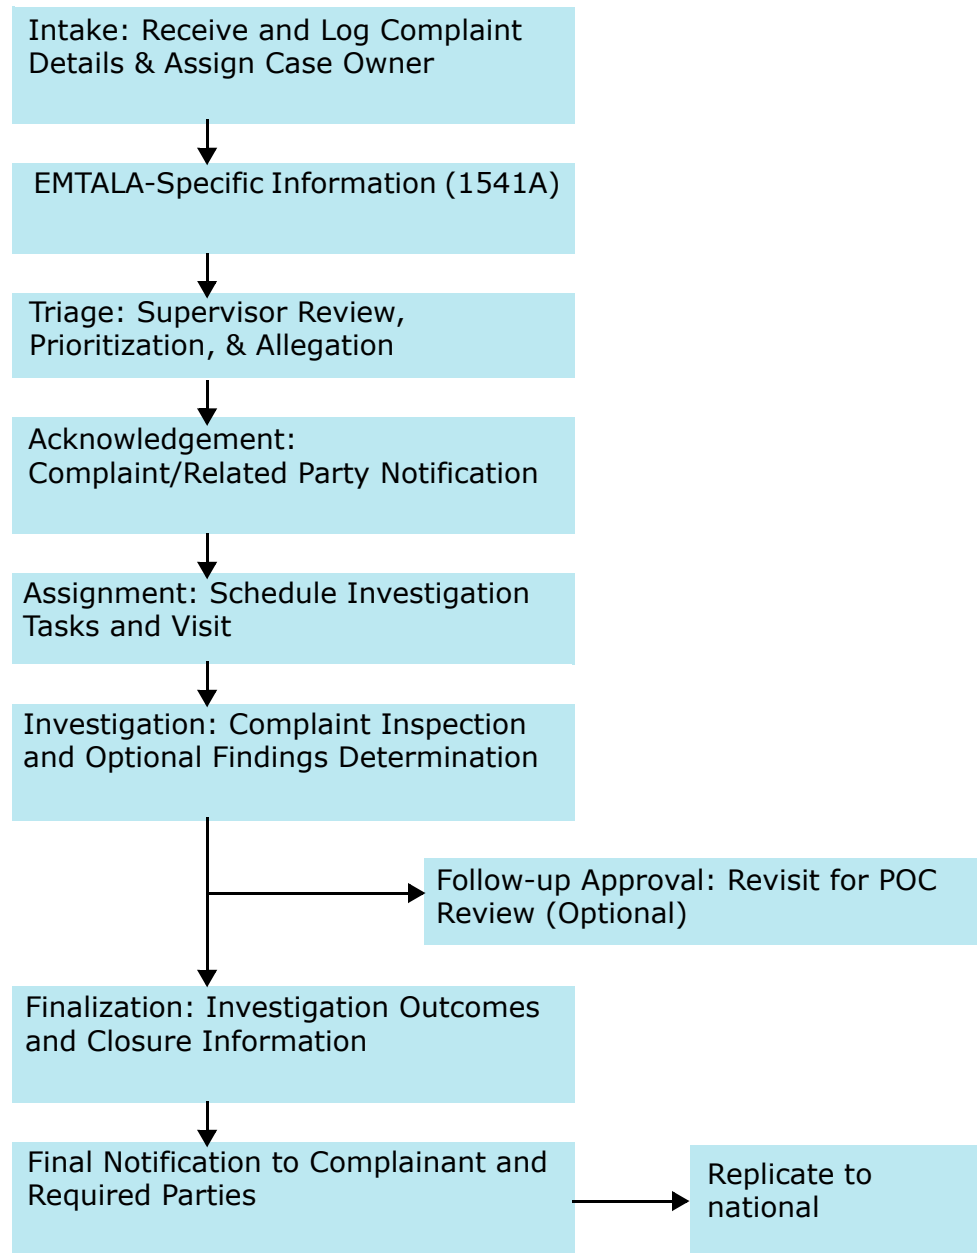 Intake: Receive and Log Complaint
Details & Assign Case Owner
EMTALA-Specific Information (1541A)
Triage: Supervisor Review,
Prioritization, & Allegation
Acknowledgement:
Complaint/Related Party Notification
Assignment: Schedule Investigation
Tasks and Visit
Investigation: Complaint Inspection
and Optional Findings Determination
Follow-up Approval: Revisit for POC
Review (Optional)
Finalization: Investigation Outcomes
and Closure Information
Final Notification to Complainant and
Required Parties
Replicate to
national